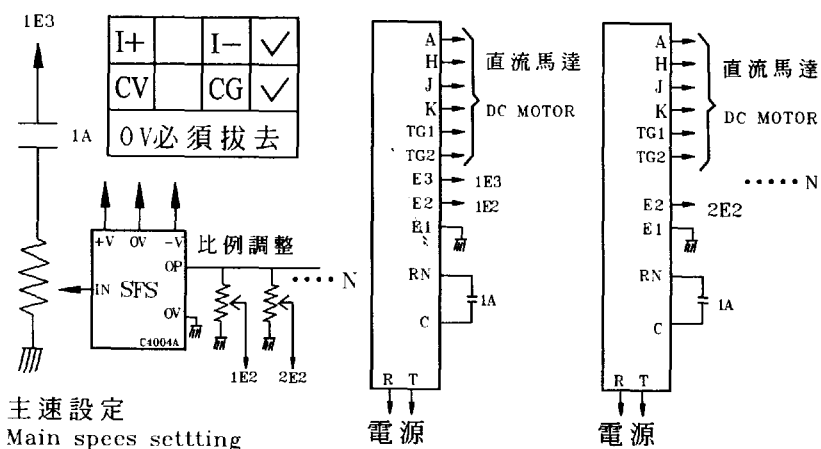 1E3
1A
I+ I− ✓
CV CG ✓
OV必須拔去
+V OV −V
OP
IN
SFS
OV
C4004A
比例調整
····· N
1E2 2E2
主速設定
Main spees settting
A
H
J
K
TG1
TG2
直流馬達
DC MOTOR
E3 1E3
E2 1E2
E1
RN
1A
C
R T
電源
A
H
J
K
TG1
TG2
直流馬達
DC MOTOR
····· N
E2 2E2
E1
RN
1A
C
R T
電源